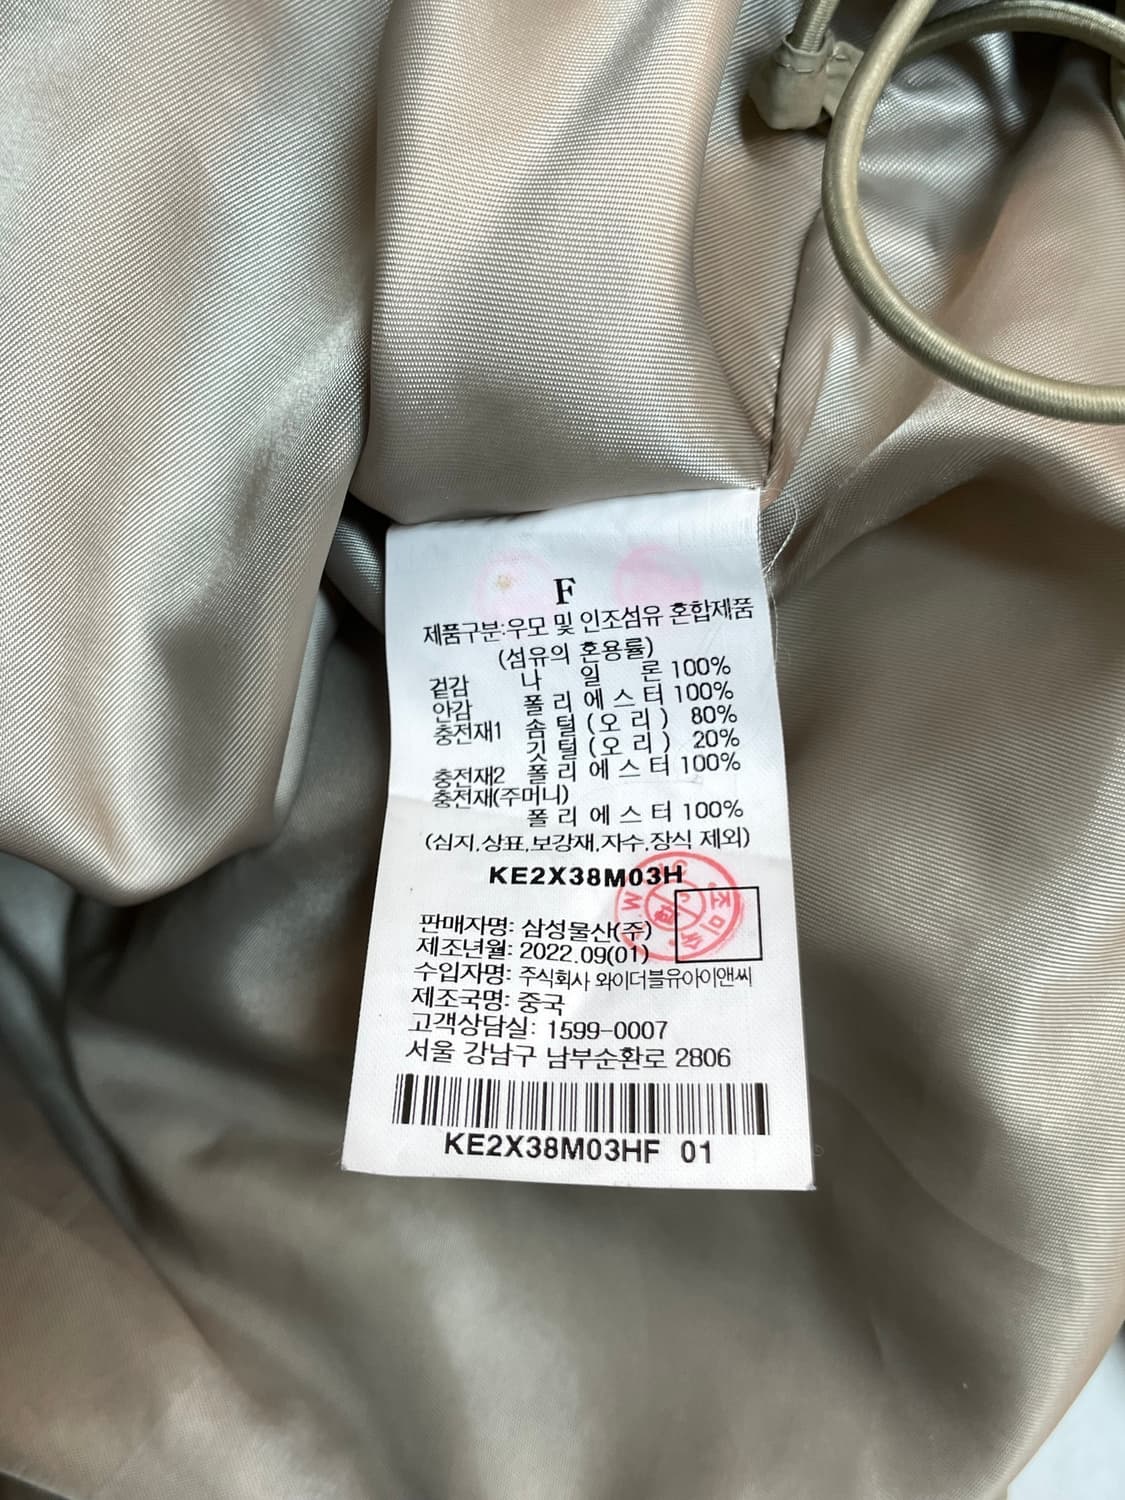 F
제품구분:우모 및 인조섬유 혼합제품
(섬유의 혼용률)
겉감 나 일 론 100%
안감 폴 리 에 스 터 100%
충전재1 솜 털 ( 오 리 ) 80%
깃 털 ( 오 리 ) 20%
충전재2 폴 리 에 스 터 100%
충전재(주머니)
폴 리 에 스 터 100%
(심지,상표,보강재,자수,장식 제외)
KE2X38M03H
판매자명: 삼성물산(주)
제조년월: 2022.09(01)
수입자명: 주식회사 와이더블유아이앤씨
제조국명: 중국
고객상담실: 1599-0007
서울 강남구 남부순환로 2806
KE2X38M03HF 01